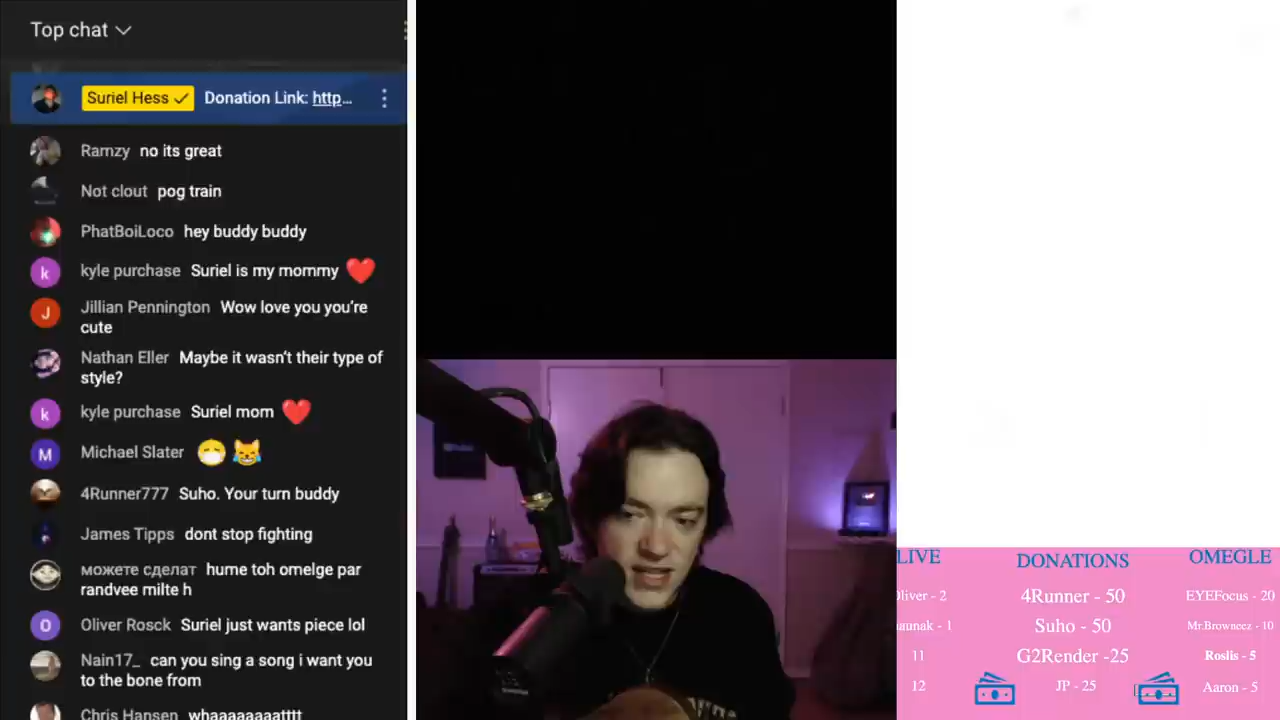 Top chat
Suriel Hess Donation Link: http...
Ramzy no its great
Not clout pog train
PhatBoiLoco hey buddy buddy
k
kyle purchase Suriel is my mommy ❤️
J
Jillian Pennington Wow love you you're
cute
Nathan Eller Maybe it wasn't their type of
style?
k
kyle purchase Suriel mom ❤️
M
Michael Slater 😷 😹
4Runner777 Suho. Your turn buddy
James Tipps dont stop fighting
можете сделат hume toh omelge par
randvee milte h
O
Oliver Rosck Suriel just wants piece lol
Nain17_ can you sing a song i want you
to the bone from
Chris Hansen whaaaaaaaatttt
LIVE
Oliver - 2
aunak - 1
11
12
DONATIONS
4Runner - 50
Suho - 50
G2Render -25
JP - 25
OMEGLE
EYEFocus - 20
Mr.Browneez - 10
Roslis - 5
Aaron - 5